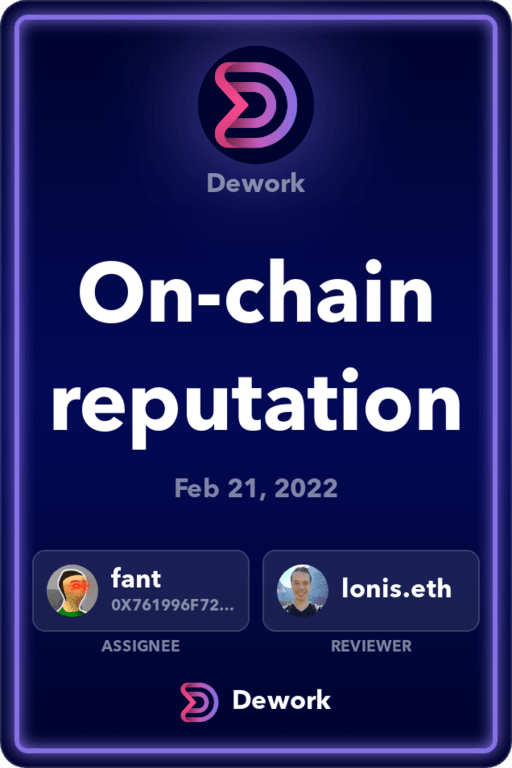 Dework
On-chain
reputation
Feb 21, 2022
fant
0X761996F72...
lonis.eth
ASSIGNEE
REVIEWER
Dework